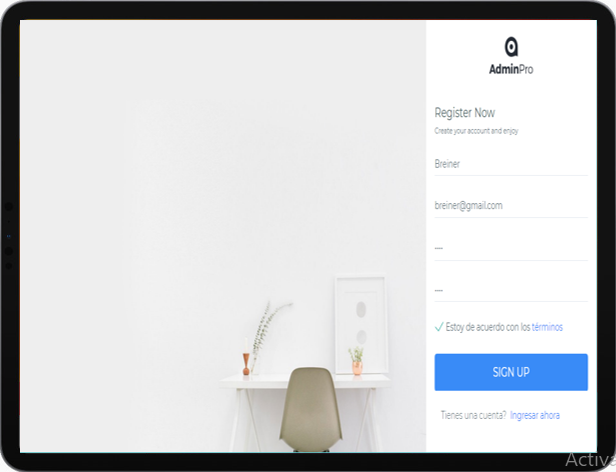 AdminPro
Register Now
Create your account and enjoy
Breiner
breiner@gmail.com
Estoy de acuerdo con los términos
SIGN UP
Tienes una cuenta? Ingresar ahora
Activ